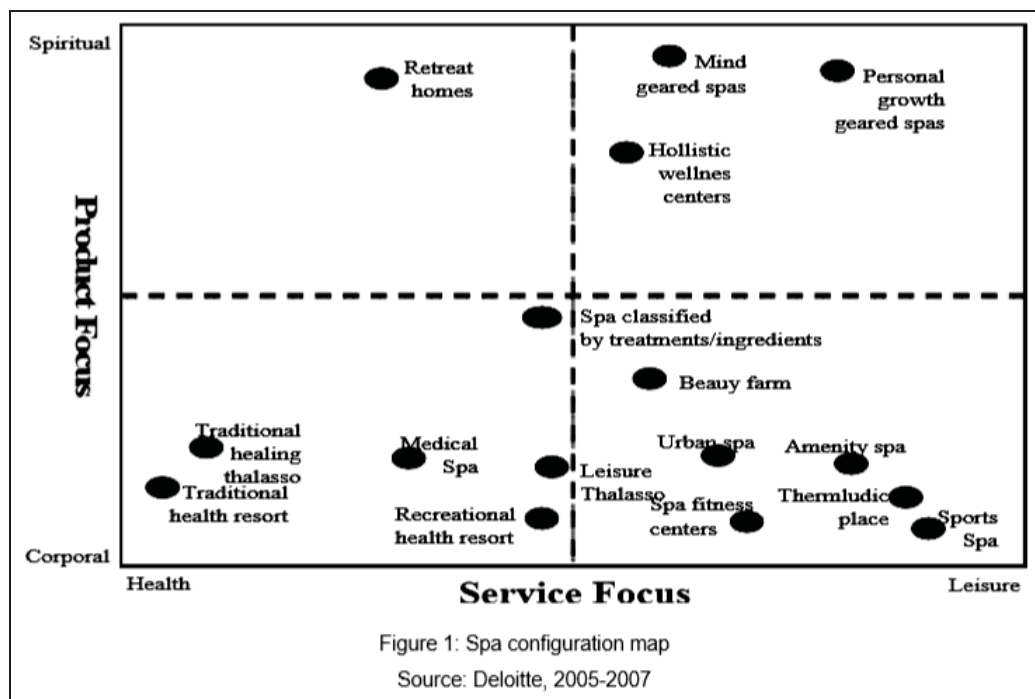 Spiritual
Retreat
homes
Mind
geared spas
Personal
growth
geared spas
Hollistic
wellnes
centers
Product Focus
Spa classified
by treatments/ingredients
Beauy farm
Traditional
healing
thalasso
Traditional
health resort
Medical
Spa
Recreational
health resort
Leisure
Thalasso
Urban spa
Spa fitness
centers
Amenity spa
Thermludic
place
Sports
Spa
Corporal
Health
Service Focus
Leisure
Figure 1: Spa configuration map
Source: Deloitte, 2005-2007